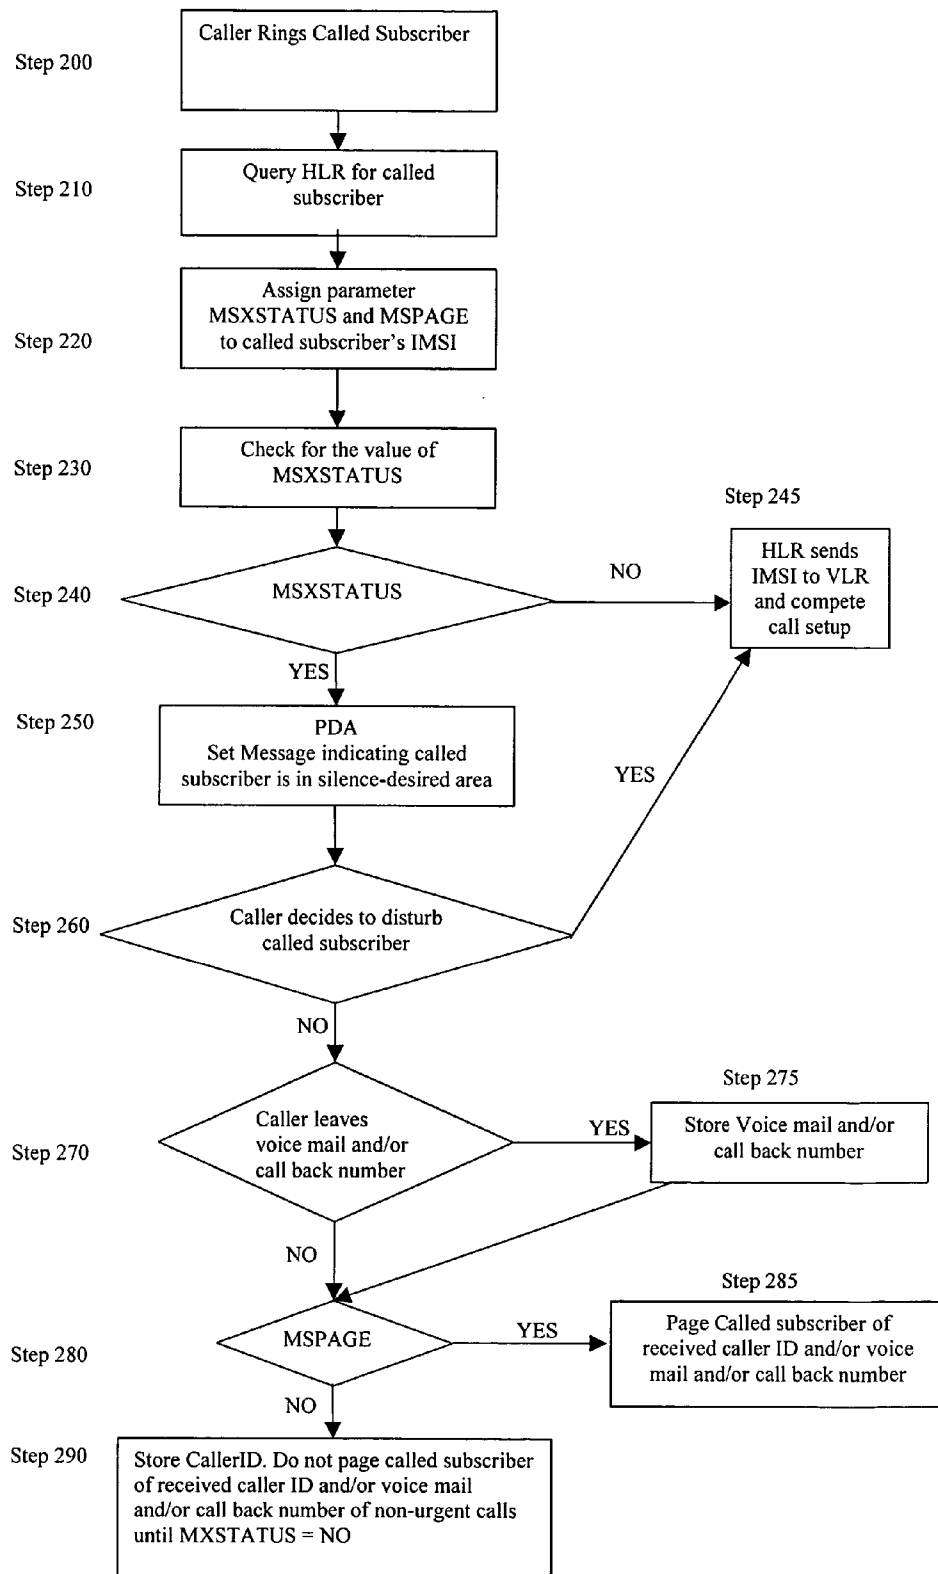 Caller Rings Called Subscriber
Step 200
Query HLR for called
subscriber
Step 210
Assign parameter
MSXSTATUS and MSPAGE
to called subscriber's IMSI
Step 220
Check for the value of
MSXSTATUS
Step 230
Step 245
HLR sends
IMSI to VLR
and compete
call setup
NO
MSXSTATUS
Step 240
YES
Step 250
PDA
Set Message indicating called
subscriber is in silence-desired area
YES
Step 260
Caller decides to disturb
called subscriber
NO
Step 275
Caller leaves
voice mail and/or
call back number
YES
Store Voice mail and/or
call back number
Step 270
NO
Step 285
MSPAGE
YES
Page Called subscriber of
received caller ID and/or voice
mail and/or call back number
Step 280
NO
Step 290
Store CallerID. Do not page called subscriber
of received caller ID and/or voice mail
and/or call back number of non-urgent calls
until MXSTATUS = NO